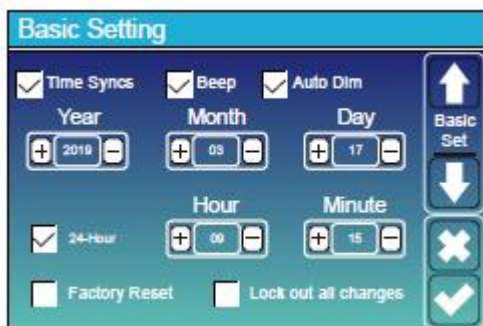 Basic Setting
Time Syncs Beep Auto Dim
Year Month Day
+ 2019 − + 03 − + 17 −
Basic
Set
Hour Minute
24-Hour + 09 − + 15 −
Factory Reset Lock out all changes